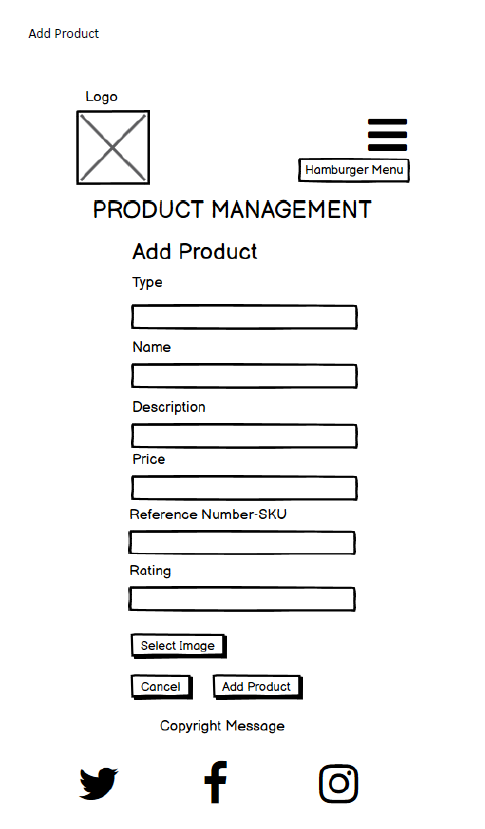 Add Product
Logo
Hamburger Menu
PRODUCT MANAGEMENT
Add Product
Type
Name
Description
Price
Reference Number-SKU
Rating
Select Image
Cancel Add Product
Copyright Message